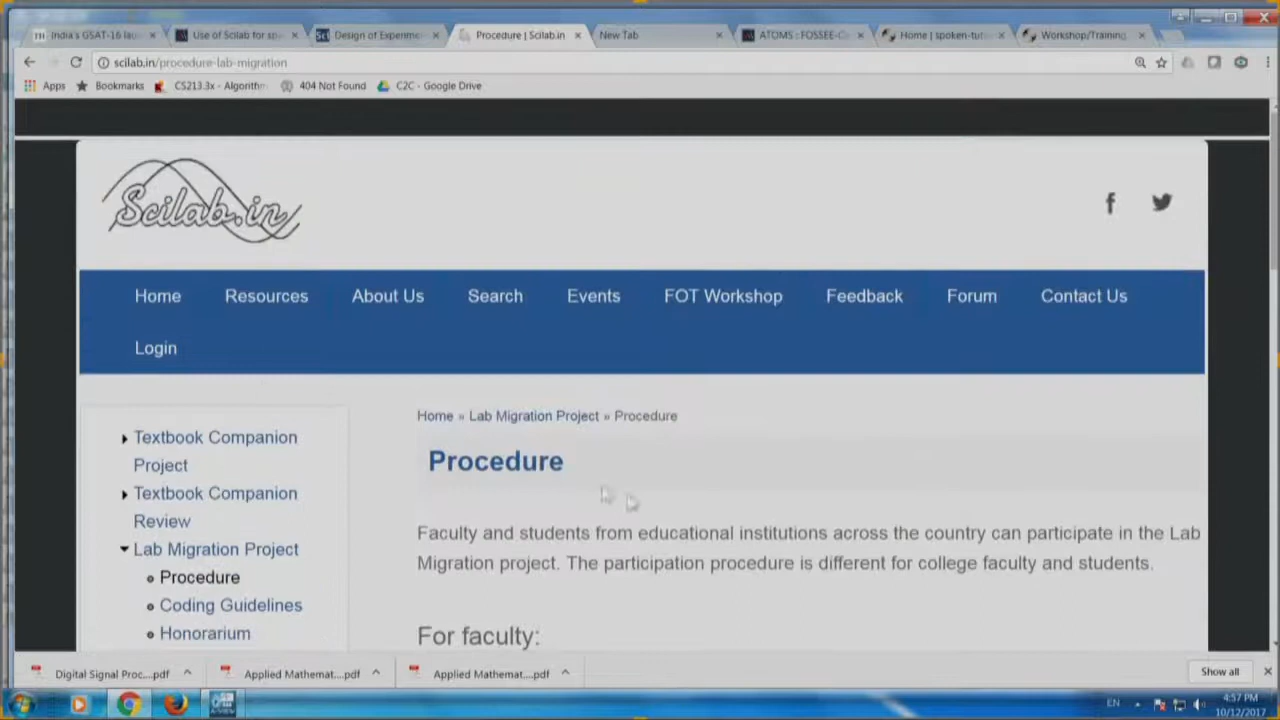 India's GSAT-16 lau
Use of Scilab for sp
Design of Experime
Procedure | Scilab.in
New Tab
ATOMS : FOSSEE-C
Home | spoken-tut
Workshop/Training
scilab.in/procedure-lab-migration
Apps
Bookmarks
CS213.3x - Algorithm
404 Not Found
C2C - Google Drive
Scilab.in
Home
Resources
About Us
Search
Events
FOT Workshop
Feedback
Forum
Contact Us
Login
Textbook Companion
Project
Textbook Companion
Review
Lab Migration Project
Procedure
Coding Guidelines
Honorarium
Home » Lab Migration Project » Procedure
Procedure
Faculty and students from educational institutions across the country can participate in the Lab
Migration project. The participation procedure is different for college faculty and students.
For faculty:
Digital Signal Proc....pdf
Applied Mathemat....pdf
Applied Mathemat....pdf
Show all
EN
4:57 PM
10/12/2017